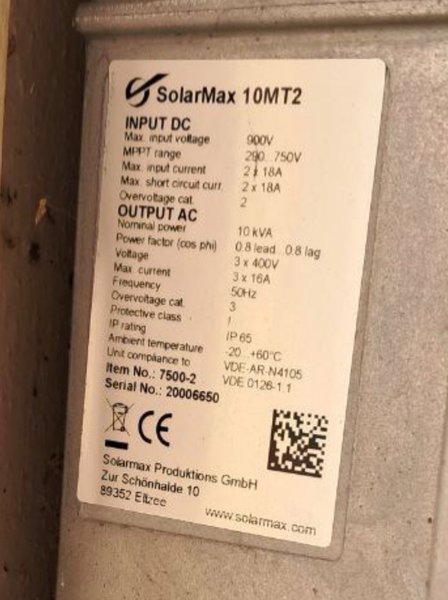 SolarMax 10MT2
INPUT DC
Max. input voltage 900V
MPPT range 290...750V
Max. input current 2 x 18A
Max. short circuit curr. 2 x 18A
Overvoltage cat. 2
OUTPUT AC
Nominal power 10 kVA
Power factor (cos phi) 0.8 lead...0.8 lag
Voltage 3 x 400V
Max. current 3 x 16A
Frequency 50Hz
Overvoltage cat. 3
Protective class I
IP rating IP 65
Ambient temperature -20...+60°C
Unit compliance to VDE-AR-N4105
VDE 0126-1.1
Item No.: 7500-2
Serial No.: 20006650
CE
Solarmax Produktions GmbH
Zur Schönhalde 10
89352 Ellzee
www.solarmax.com